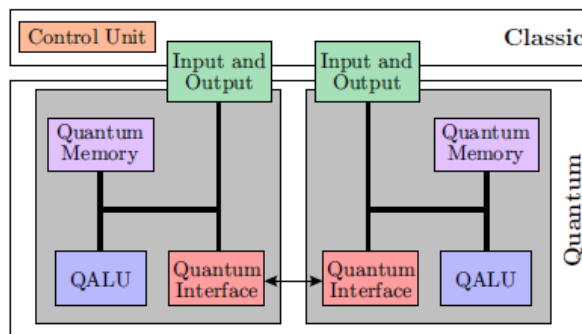 Control Unit
Classic
Input and
Output
Input and
Output
Quantum
Memory
Quantum
Memory
QALU
Quantum
Interface
Quantum
Interface
QALU
Quantum